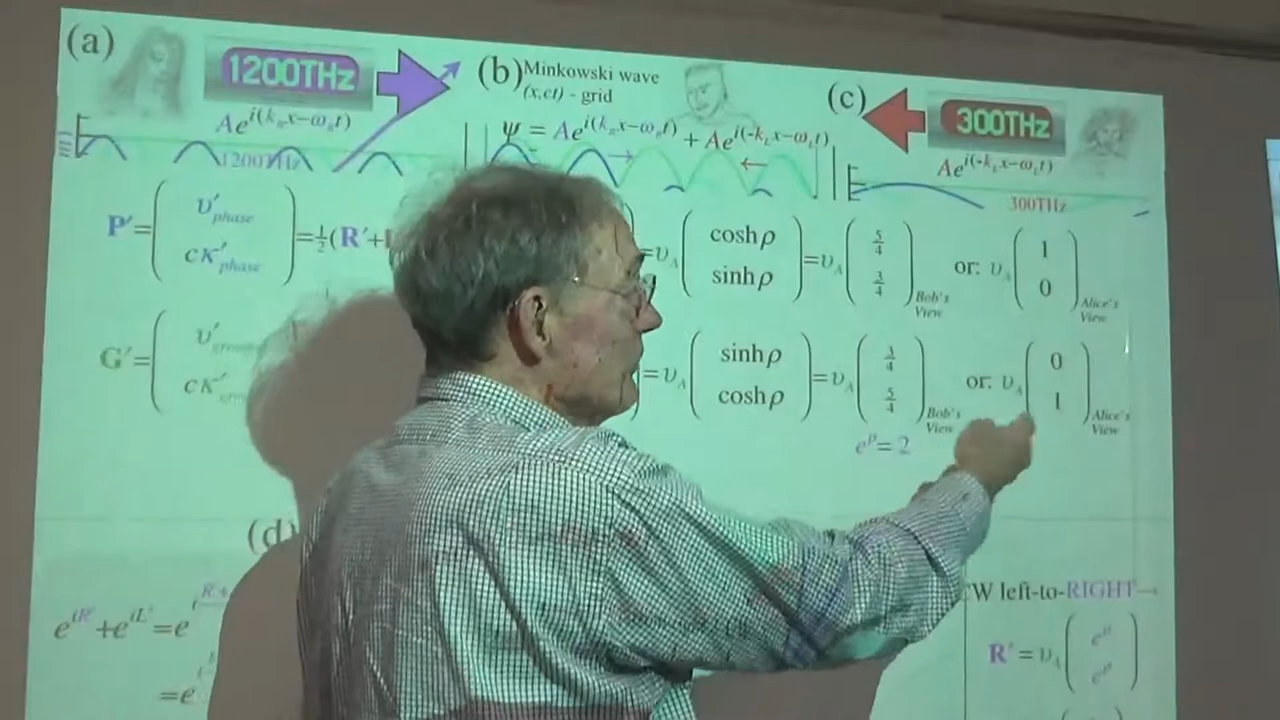 (a)
1200THz
Ae^{i(k_R x−ω_R t)}
1200THz
(b) Minkowski wave
(x,ct) - grid
ψ = Ae^{i(k_R x−ω_R t)} + Ae^{i(-k_L x−ω_L t)}
(c)
300THz
Ae^{i(-k_L x−ω_L t)}
300THz
P′= ( υ′_phase
cκ′_phase ) =½(R′+
=υ_A ( cosh ρ
sinh ρ ) =υ_A ( 5/4
3/4 ) Bob's View
or: υ_A ( 1
0 ) Alice's View
G′= ( υ′
cκ′
=υ_A ( sinh ρ
cosh ρ ) =υ_A ( 3/4
5/4 ) Bob's View
or: υ_A ( 0
1 ) Alice's View
e^ρ= 2
(d)
e^{iR′}+e^{iL′}=e
=e
CW left-to-RIGHT→
R′ = υ_A ( e^ρ
e^ρ )